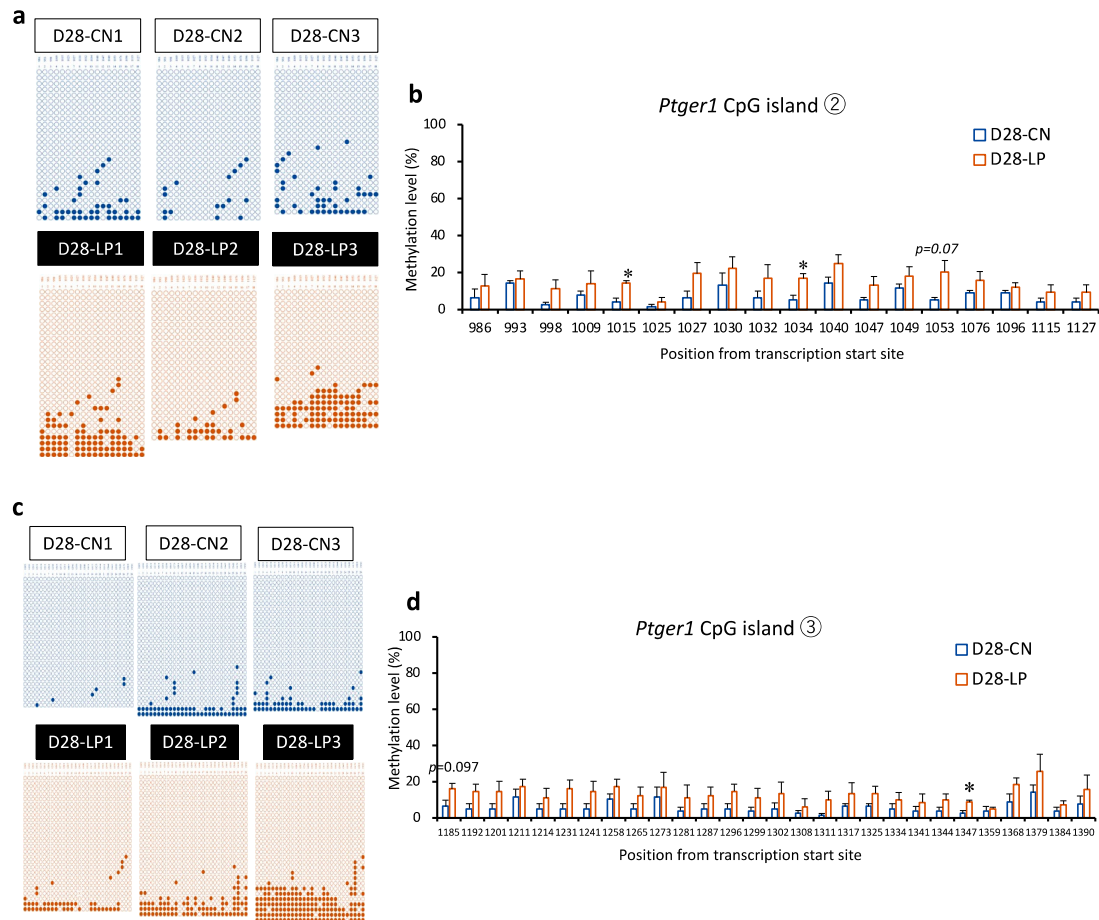 a
D28-CN1
D28-CN2
D28-CN3
D28-LP1
D28-LP2
D28-LP3
b
Ptger1 CpG island ②
Methylation level (%)
100
80
60
40
20
0
D28-CN
D28-LP
*
*
p=0.07
986 993 998 1009 1015 1025 1027 1030 1032 1034 1040 1047 1049 1053 1076 1096 1115 1127
Position from transcription start site
c
D28-CN1
D28-CN2
D28-CN3
D28-LP1
D28-LP2
D28-LP3
d
Ptger1 CpG island ③
Methylation level (%)
100
80
60
40
20
0
D28-CN
D28-LP
p=0.097
*
1185 1192 1201 1211 1214 1231 1241 1258 1265 1273 1281 1287 1296 1299 1302 1308 1311 1317 1325 1334 1341 1344 1347 1359 1368 1379 1384 1390
Position from transcription start site